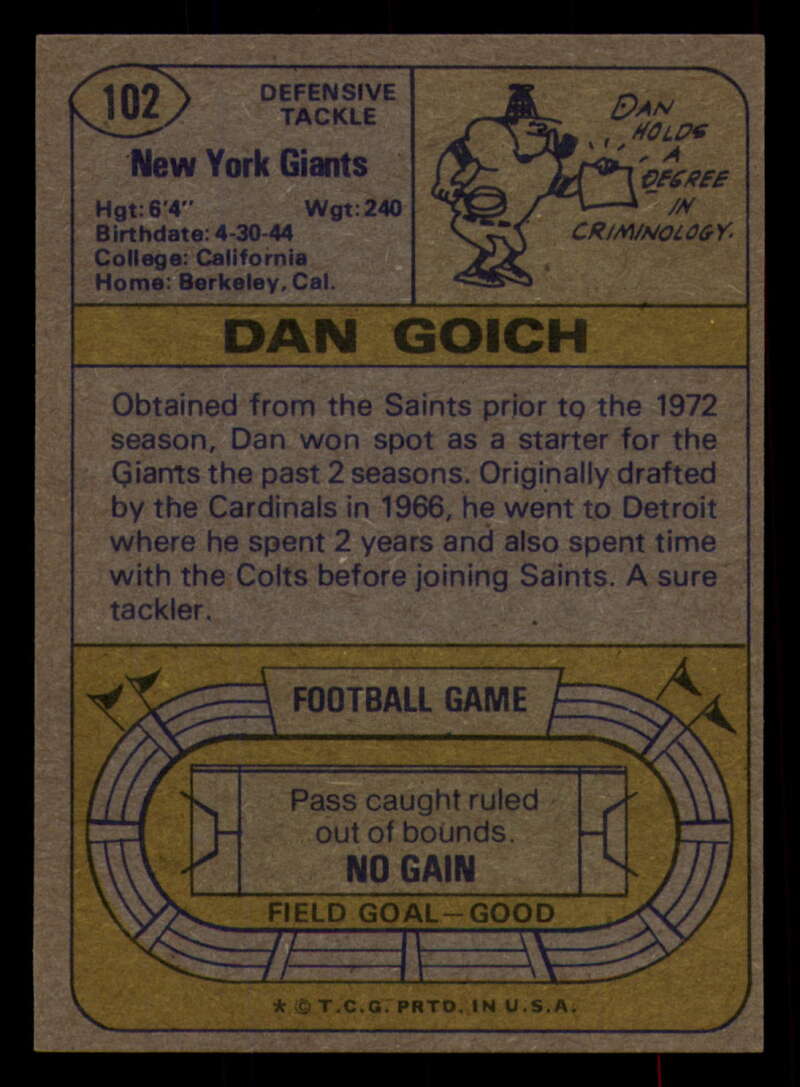 102
DEFENSIVE
TACKLE
New York Giants
Hgt: 6'4" Wgt: 240
Birthdate: 4-30-44
College: California
Home: Berkeley, Cal.
DAN
HOLDS
A
DEGREE
IN
CRIMINOLOGY.
DAN GOICH
Obtained from the Saints prior to the 1972
season, Dan won spot as a starter for the
Giants the past 2 seasons. Originally drafted
by the Cardinals in 1966, he went to Detroit
where he spent 2 years and also spent time
with the Colts before joining Saints. A sure
tackler.
FOOTBALL GAME
Pass caught ruled
out of bounds.
NO GAIN
FIELD GOAL—GOOD
* © T.C.G. PRTD. IN U.S.A.